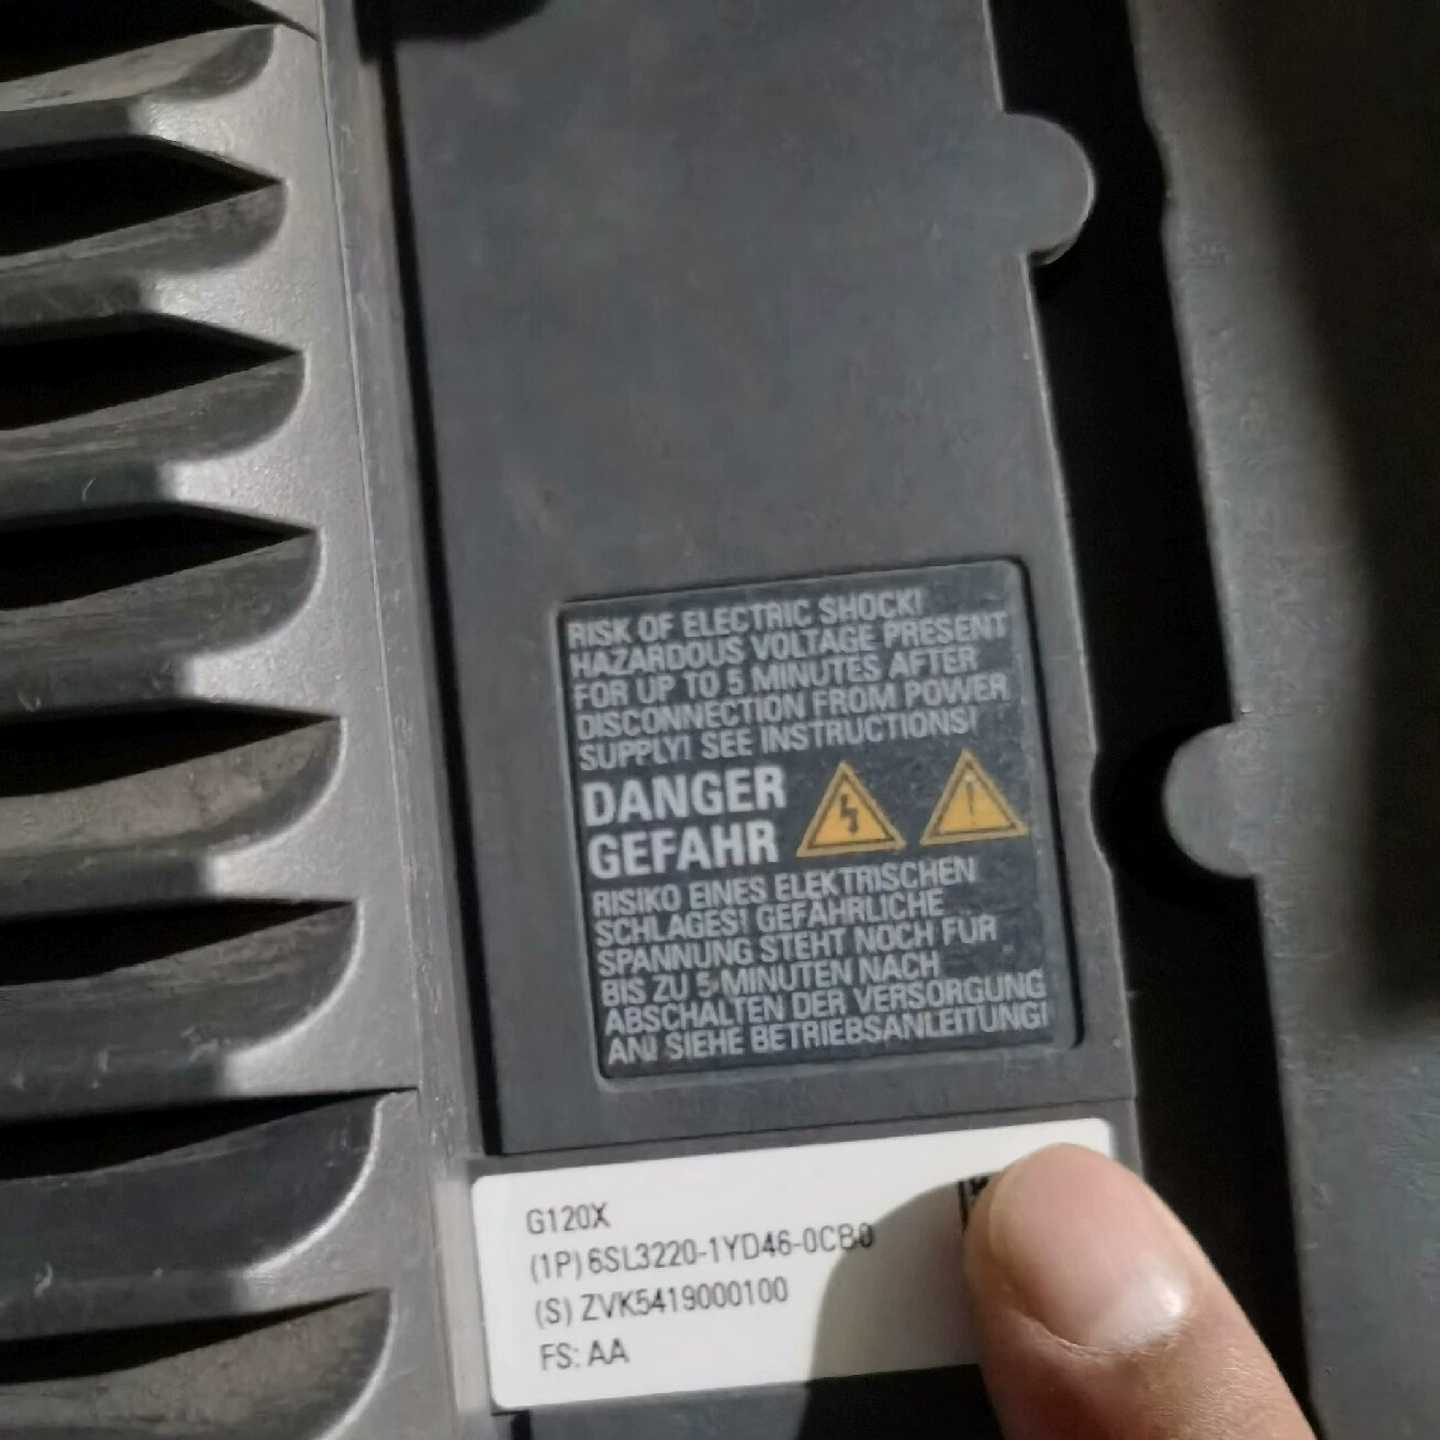 RISK OF ELECTRIC SHOCK!
HAZARDOUS VOLTAGE PRESENT
FOR UP TO 5 MINUTES AFTER
DISCONNECTION FROM POWER
SUPPLY! SEE INSTRUCTIONS!
DANGER
GEFAHR
RISIKO EINES ELEKTRISCHEN
SCHLAGES! GEFÄHRLICHE
SPANNUNG STEHT NOCH FÜR
BIS ZU 5 MINUTEN NACH
ABSCHALTEN DER VERSORGUNG
AN! SIEHE BETRIEBSANLEITUNG!
G120X
(1P) 6SL3220-1YD46-0CB0
(S) ZVK5419000100
FS: AA